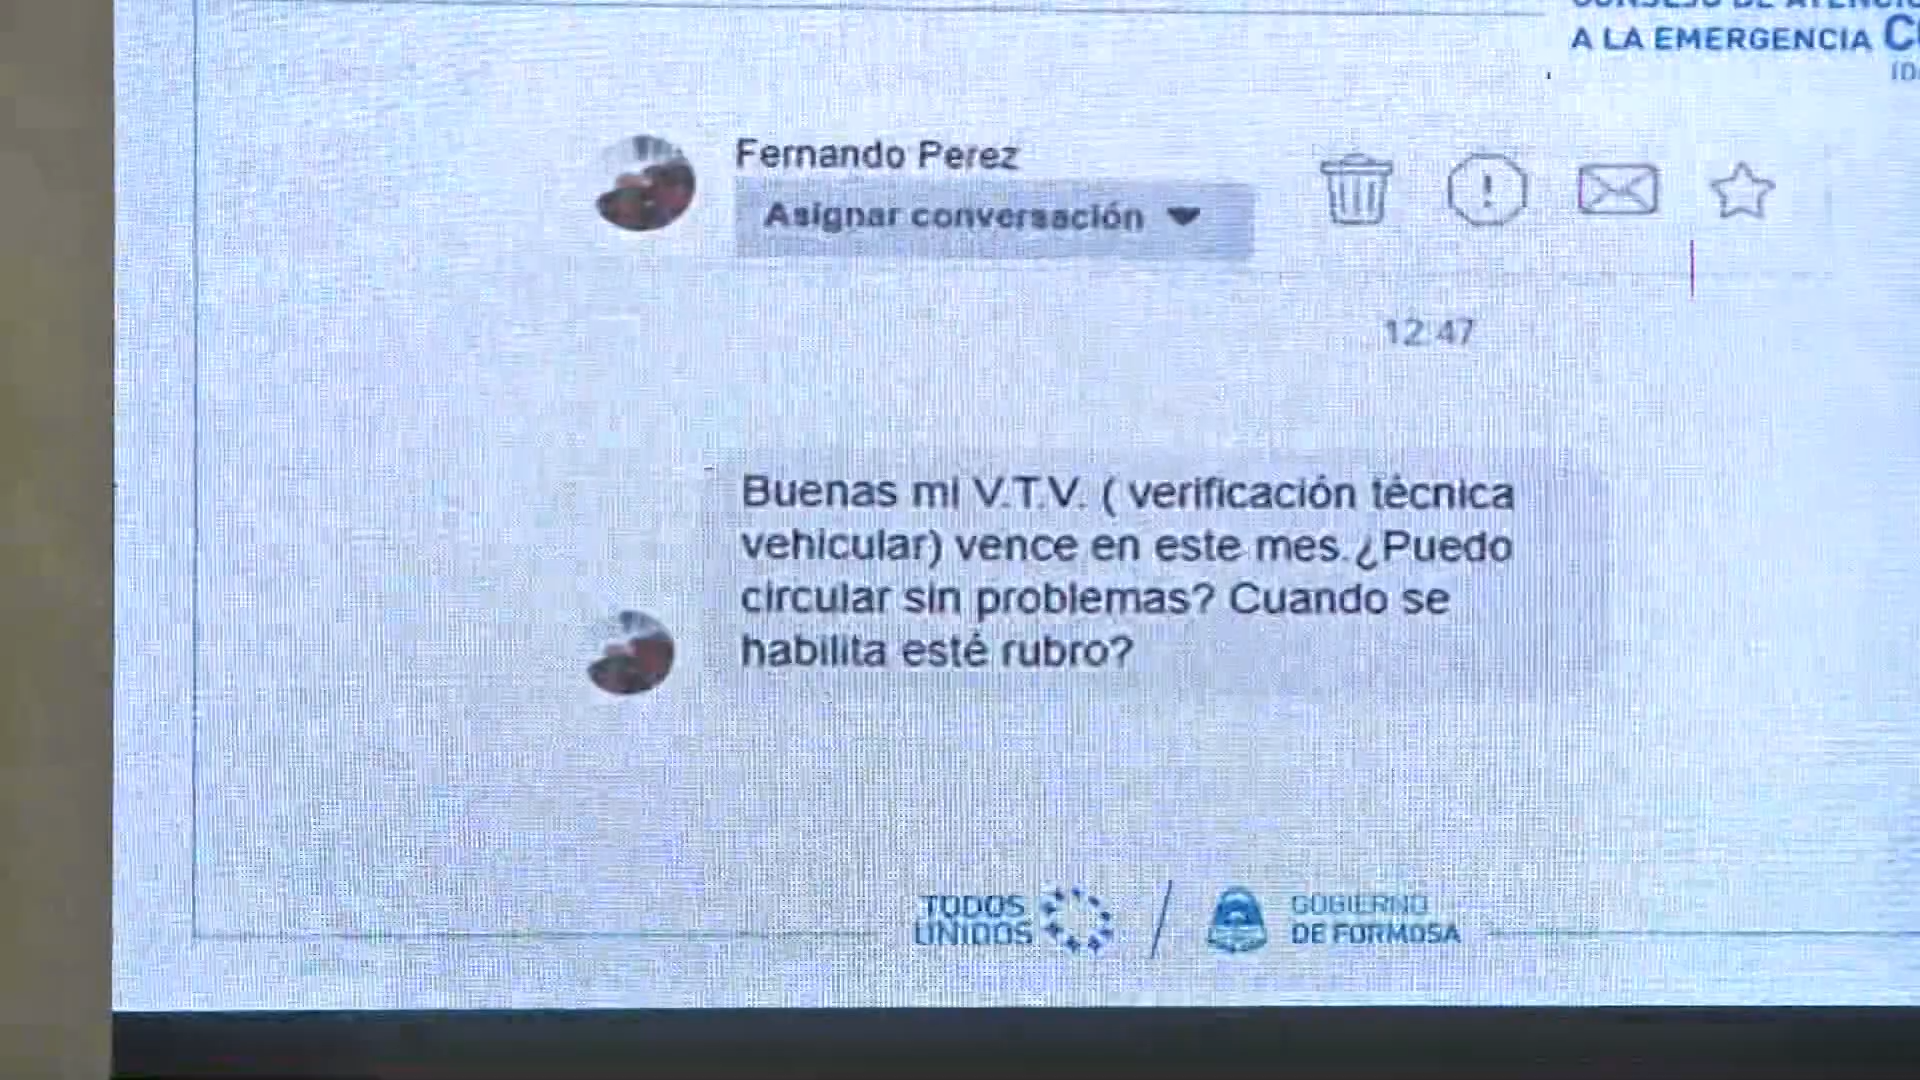 A LA EMERGENCIA
Fernando Perez
Asignar conversación
12:47
Buenas mi V.T.V. ( verificación técnica
vehicular) vence en este mes.¿Puedo
circular sin problemas? Cuando se
habilita esté rubro?
TODOS
UNIDOS
GOBIERNO
DE FORMOSA